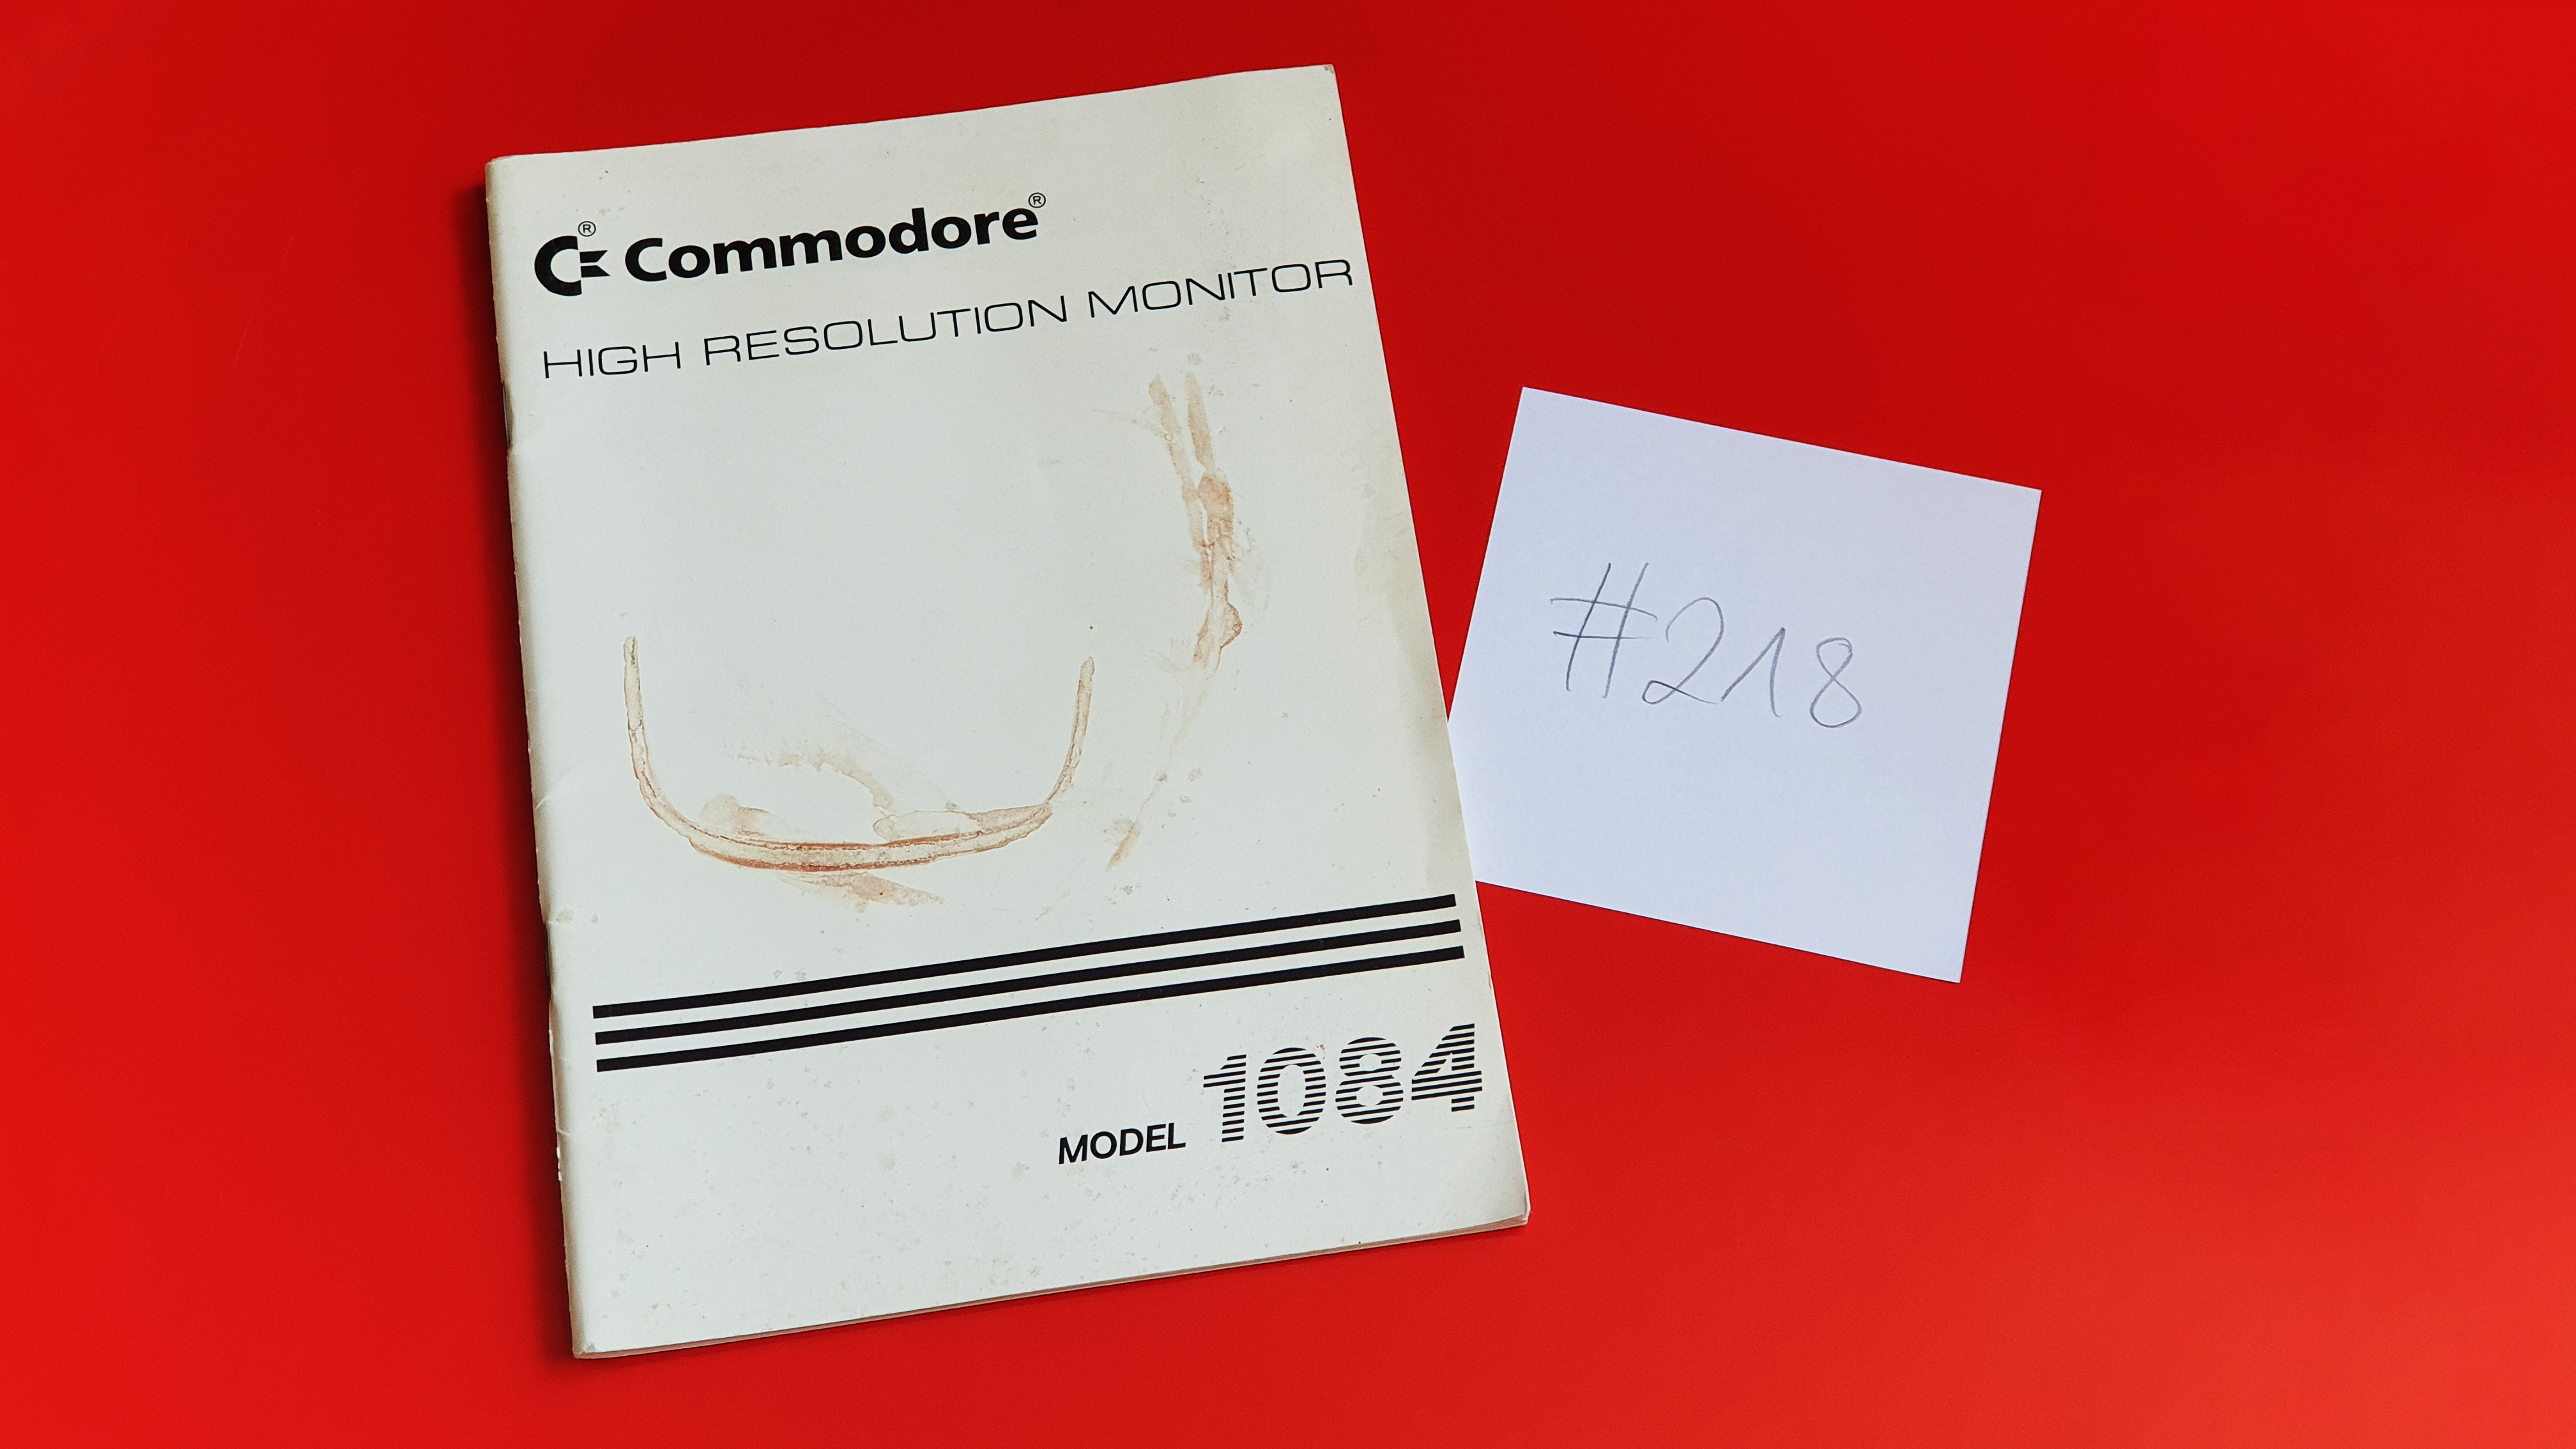 Commodore®
HIGH RESOLUTION MONITOR
MODEL 1084
#218